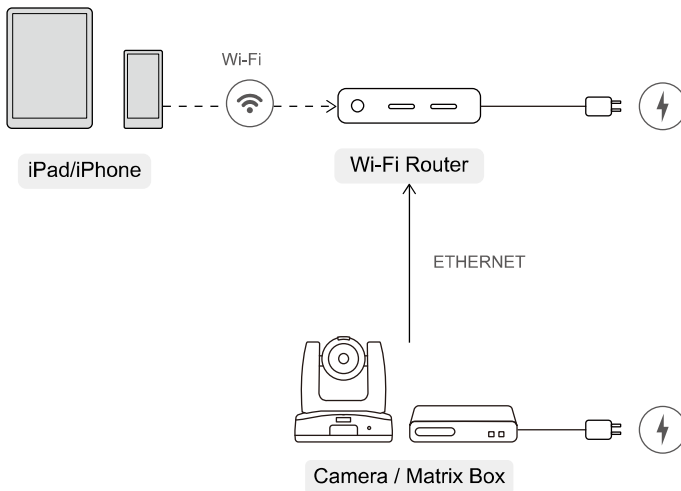 Wi-Fi
iPad/iPhone
Wi-Fi Router
ETHERNET
Camera / Matrix Box